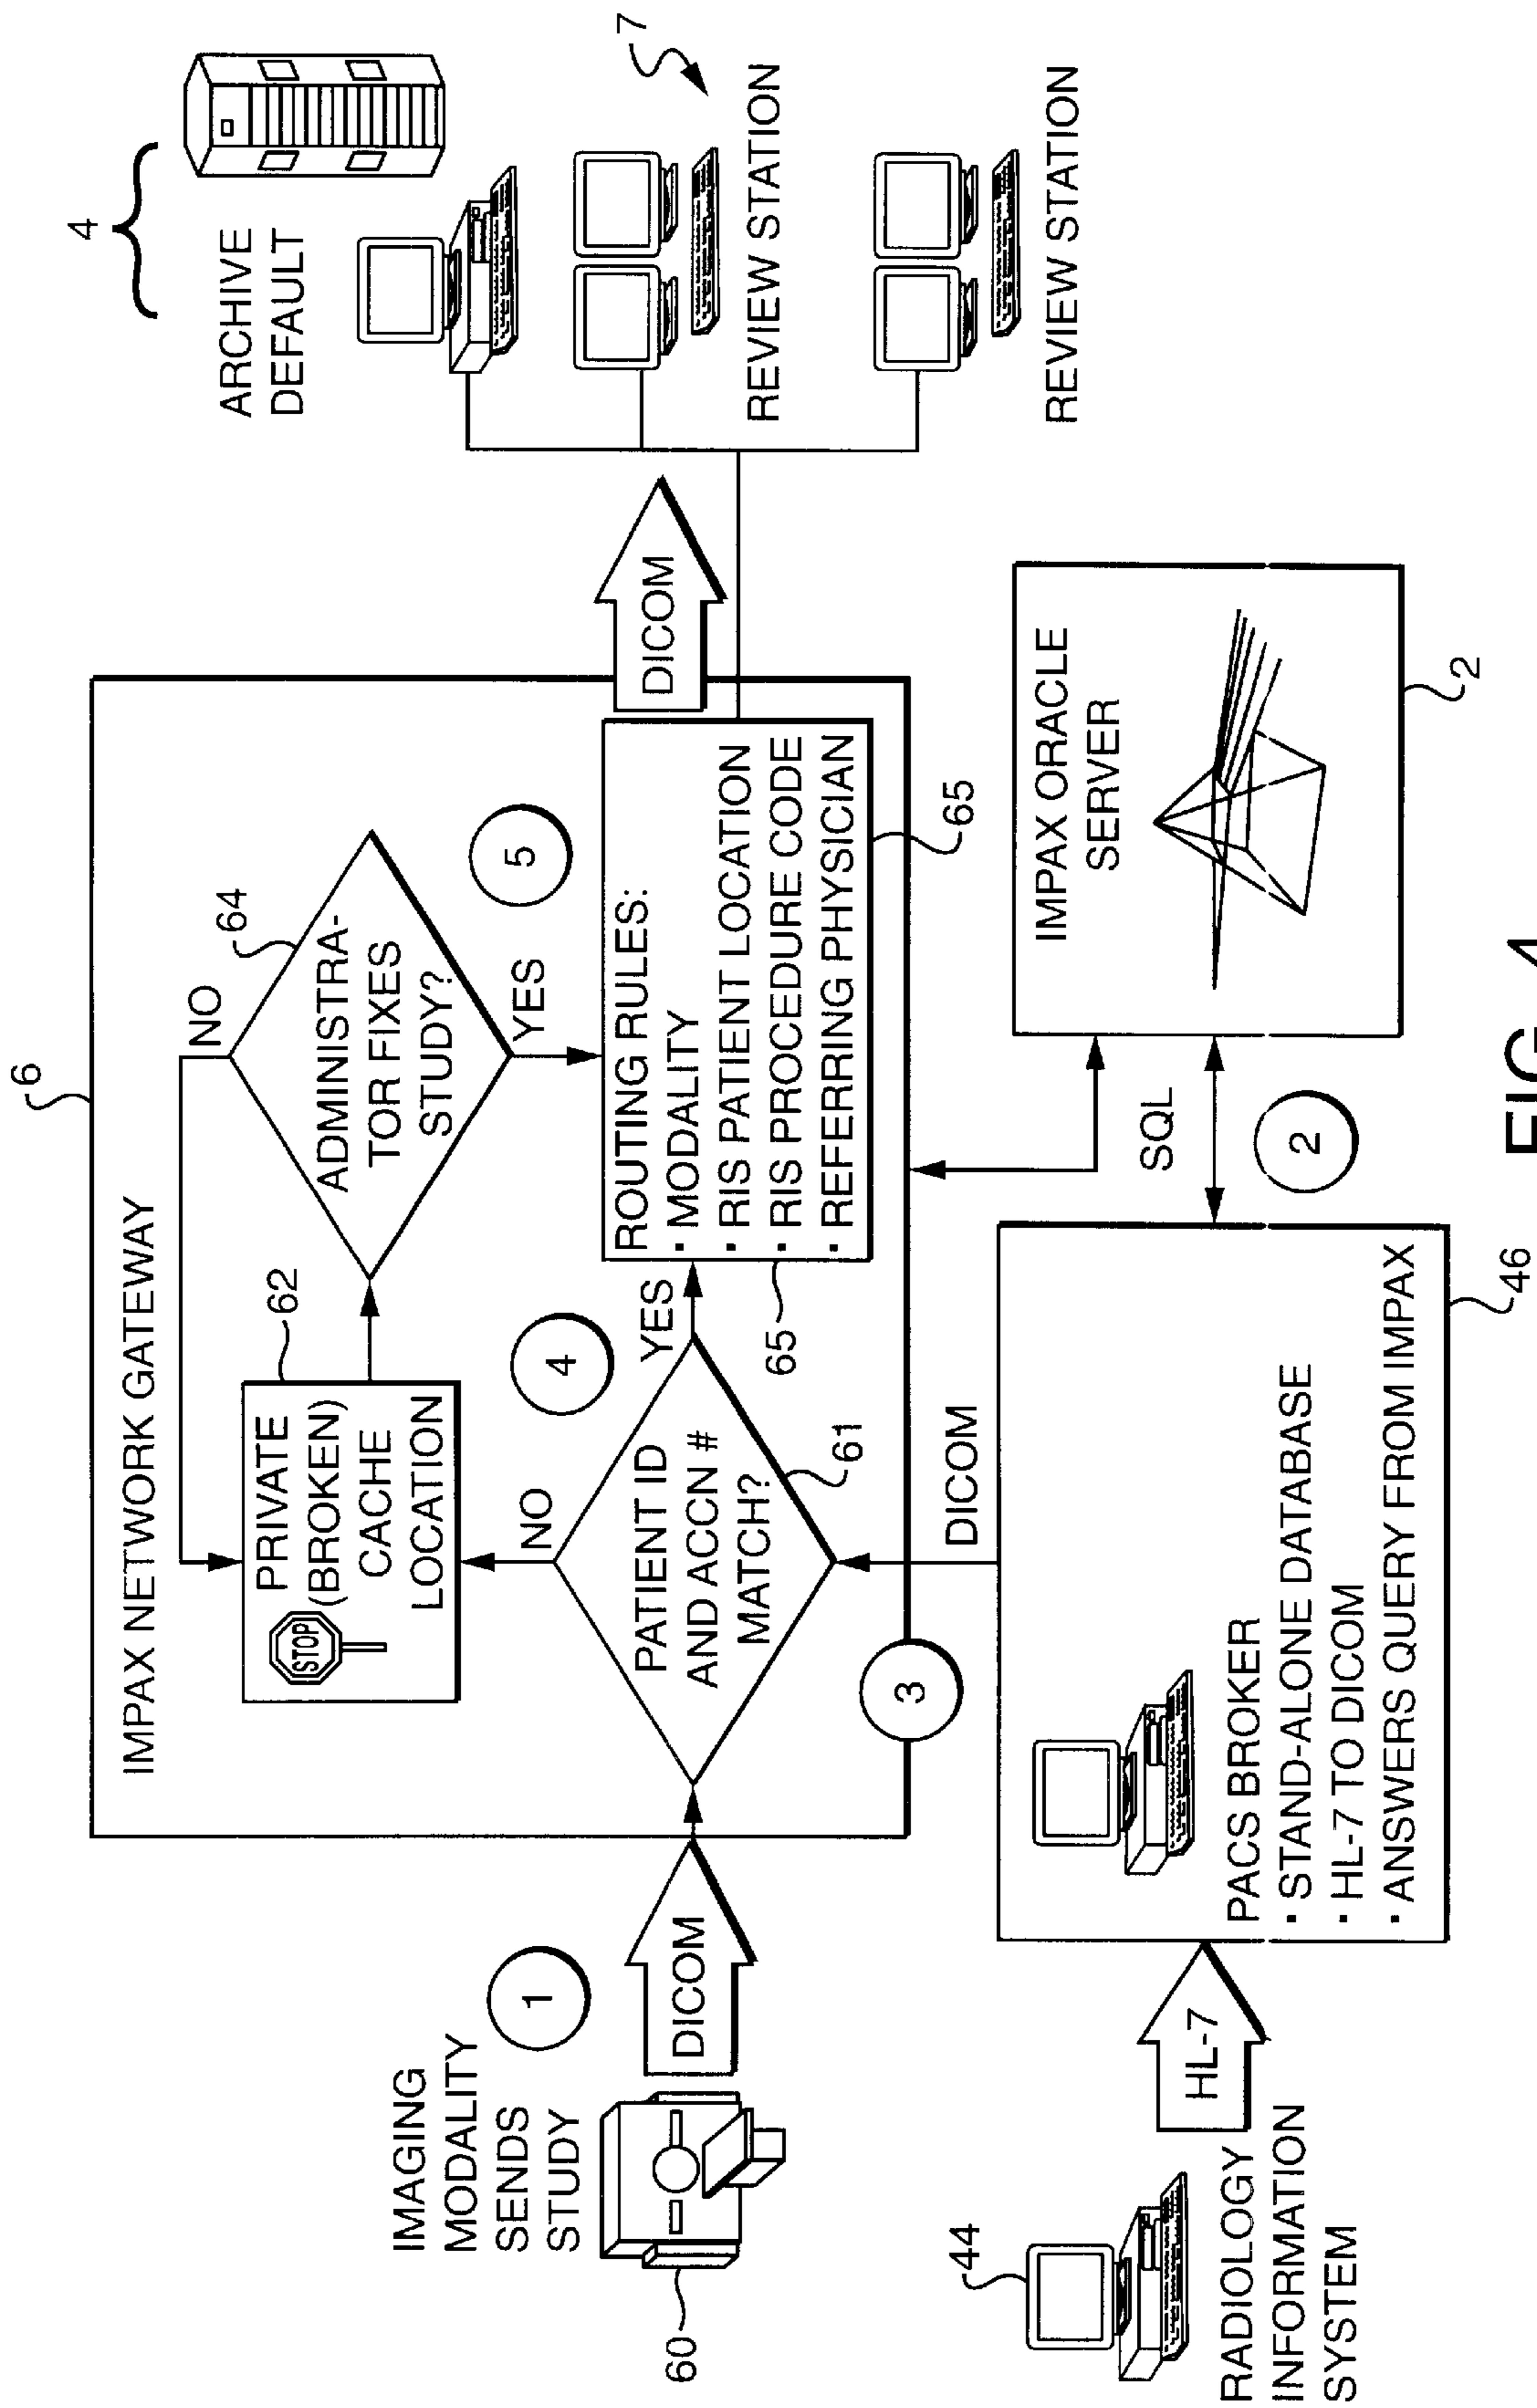 6
4
IMPAX NETWORK GATEWAY
ARCHIVE
DEFAULT
NO
64
62
STOP
PRIVATE
(BROKEN)
CACHE
LOCATION
ADMINISTRA-
TOR FIXES
STUDY?
IMAGING
MODALITY
SENDS
STUDY
1
NO
4
YES
5
7
DICOM
PATIENT ID
AND ACCN #
MATCH?
YES
ROUTING RULES:
· MODALITY
· RIS PATIENT LOCATION
· RIS PROCEDURE CODE
· REFERRING PHYSICIAN
DICOM
REVIEW STATION
60
61
65
65
3
DICOM
REVIEW STATION
44
RADIOLOGY
INFORMATION
SYSTEM
HL-7
PACS BROKER
· STAND-ALONE DATABASE
· HL-7 TO DICOM
· ANSWERS QUERY FROM IMPAX
46
SQL
2
IMPAX ORACLE
SERVER
2
FIG. 4